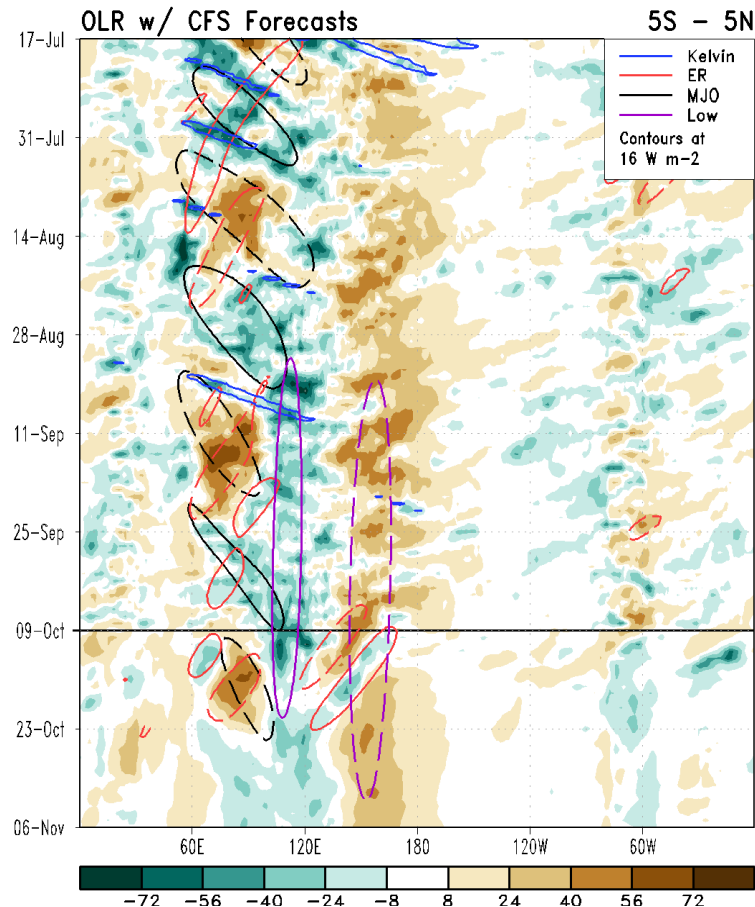 OLR w/ CFS Forecasts 5S - 5N
17-Jul
31-Jul
14-Aug
28-Aug
11-Sep
25-Sep
09-Oct
23-Oct
06-Nov
Kelvin
ER
MJO
Low
Contours at
16 W m-2
60E 120E 180 120W 60W
-72 -56 -40 -24 -8 8 24 40 56 72